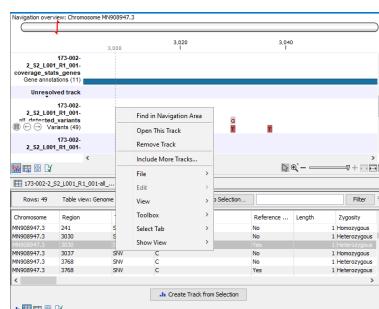 Navigation overview: Chromosome MN908947.3
3,000 3,020 3,040
173-002-
2_S2_L001_R1_001-
coverage_stats_genes
Gene annotations (11)
Unresolved track
173-002-
2_S2_L001_R1_001-
all_detected_variants
Variants (49)
G
T T
173-002-
2_S2_L001_R1_001-
Find in Navigation Area
Open This Track
Remove Track
Include More Tracks...
File
Edit
View
Toolbox
Select Tab
Show View
173-002-2_S2_L001_R1_001-all_...
Rows: 49 Table view: Genome Selection... Filter
Chromosome Region Reference ... Length Zygosity
MN908947.3 241 No 1 Homozygous
MN908947.3 3030 No 1 Heterozygous
MN908947.3 3030 Yes 1 Heterozygous
MN908947.3 3037 SNV C No 1 Homozygous
MN908947.3 3768 SNV C No 1 Heterozygous
MN908947.3 3768 SNV C Yes 1 Heterozygous
Create Track from Selection